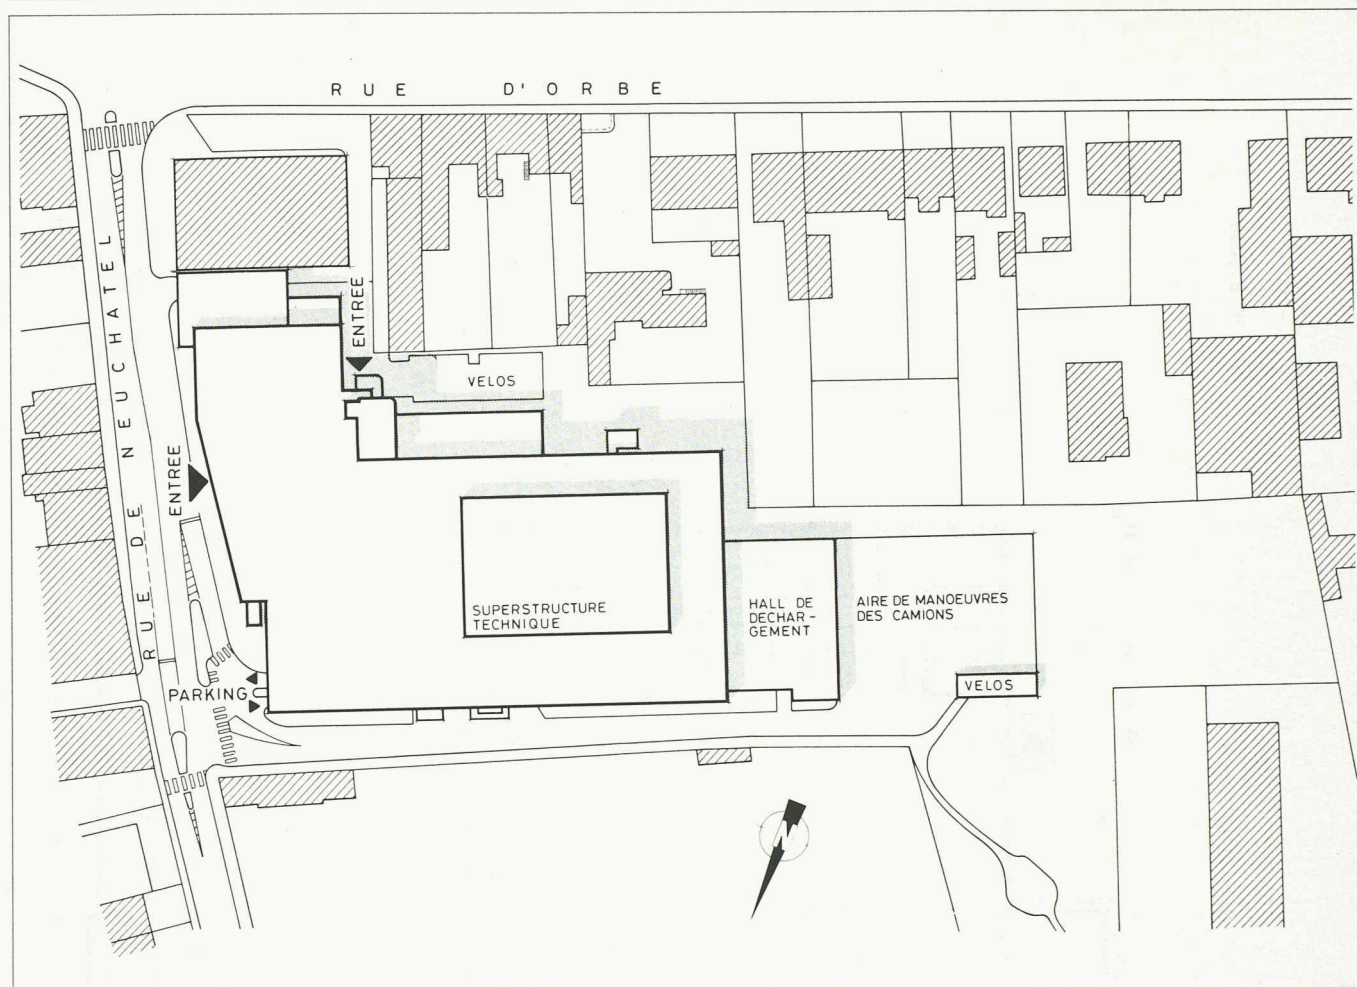 RUE D'ORBE
RUE DE NEUCHATEL
ENTREE
VELOS
ENTREE
SUPERSTRUCTURE
TECHNIQUE
HALL DE
DECHAR-
GEMENT
AIRE DE MANOEUVRES
DES CAMIONS
VELOS
PARKING